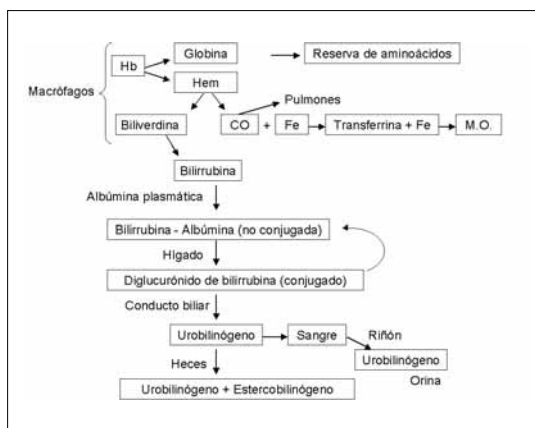 Globina
Reserva de aminoácidos
Hb
Hem
Macrófagos
Pulmones
Biliverdina
CO + Fe
Transferrina + Fe
M.O.
Bilirrubina
Albúmina plasmática
Bilirrubina - Albúmina (no conjugada)
Hígado
Diglucurónido de bilirrubina (conjugado)
Conducto biliar
Urobilinógeno
Sangre
Riñón
Urobilinógeno
Heces
Orina
Urobilinógeno + Estercobilinógeno